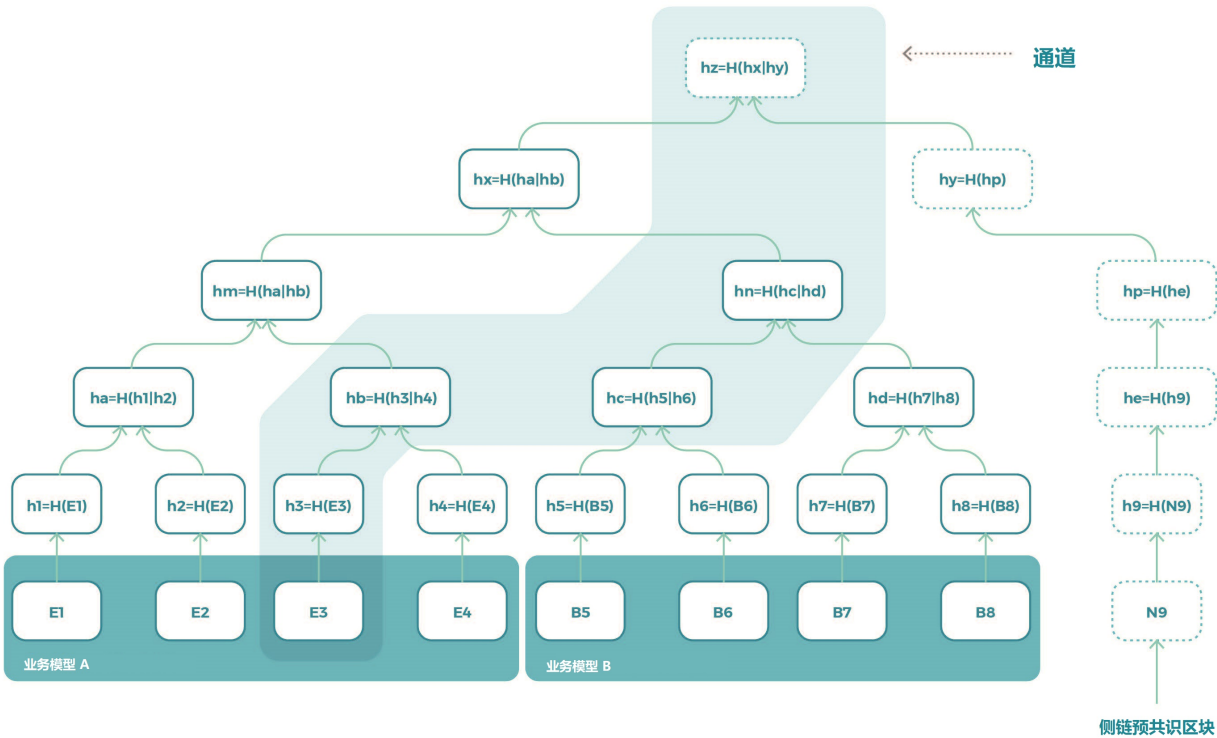 hz=H(hx|hy)
通道
hx=H(ha|hb)
hy=H(hp)
hm=H(ha|hb)
hn=H(hc|hd)
hp=H(he)
ha=H(h1|h2)
hb=H(h3|h4)
hc=H(h5|h6)
hd=H(h7|h8)
he=H(h9)
h1=H(E1)
h2=H(E2)
h3=H(E3)
h4=H(E4)
h5=H(B5)
h6=H(B6)
h7=H(B7)
h8=H(B8)
h9=H(N9)
E1
E2
E3
E4
B5
B6
B7
B8
N9
业务模型 A
业务模型 B
侧链预共识区块